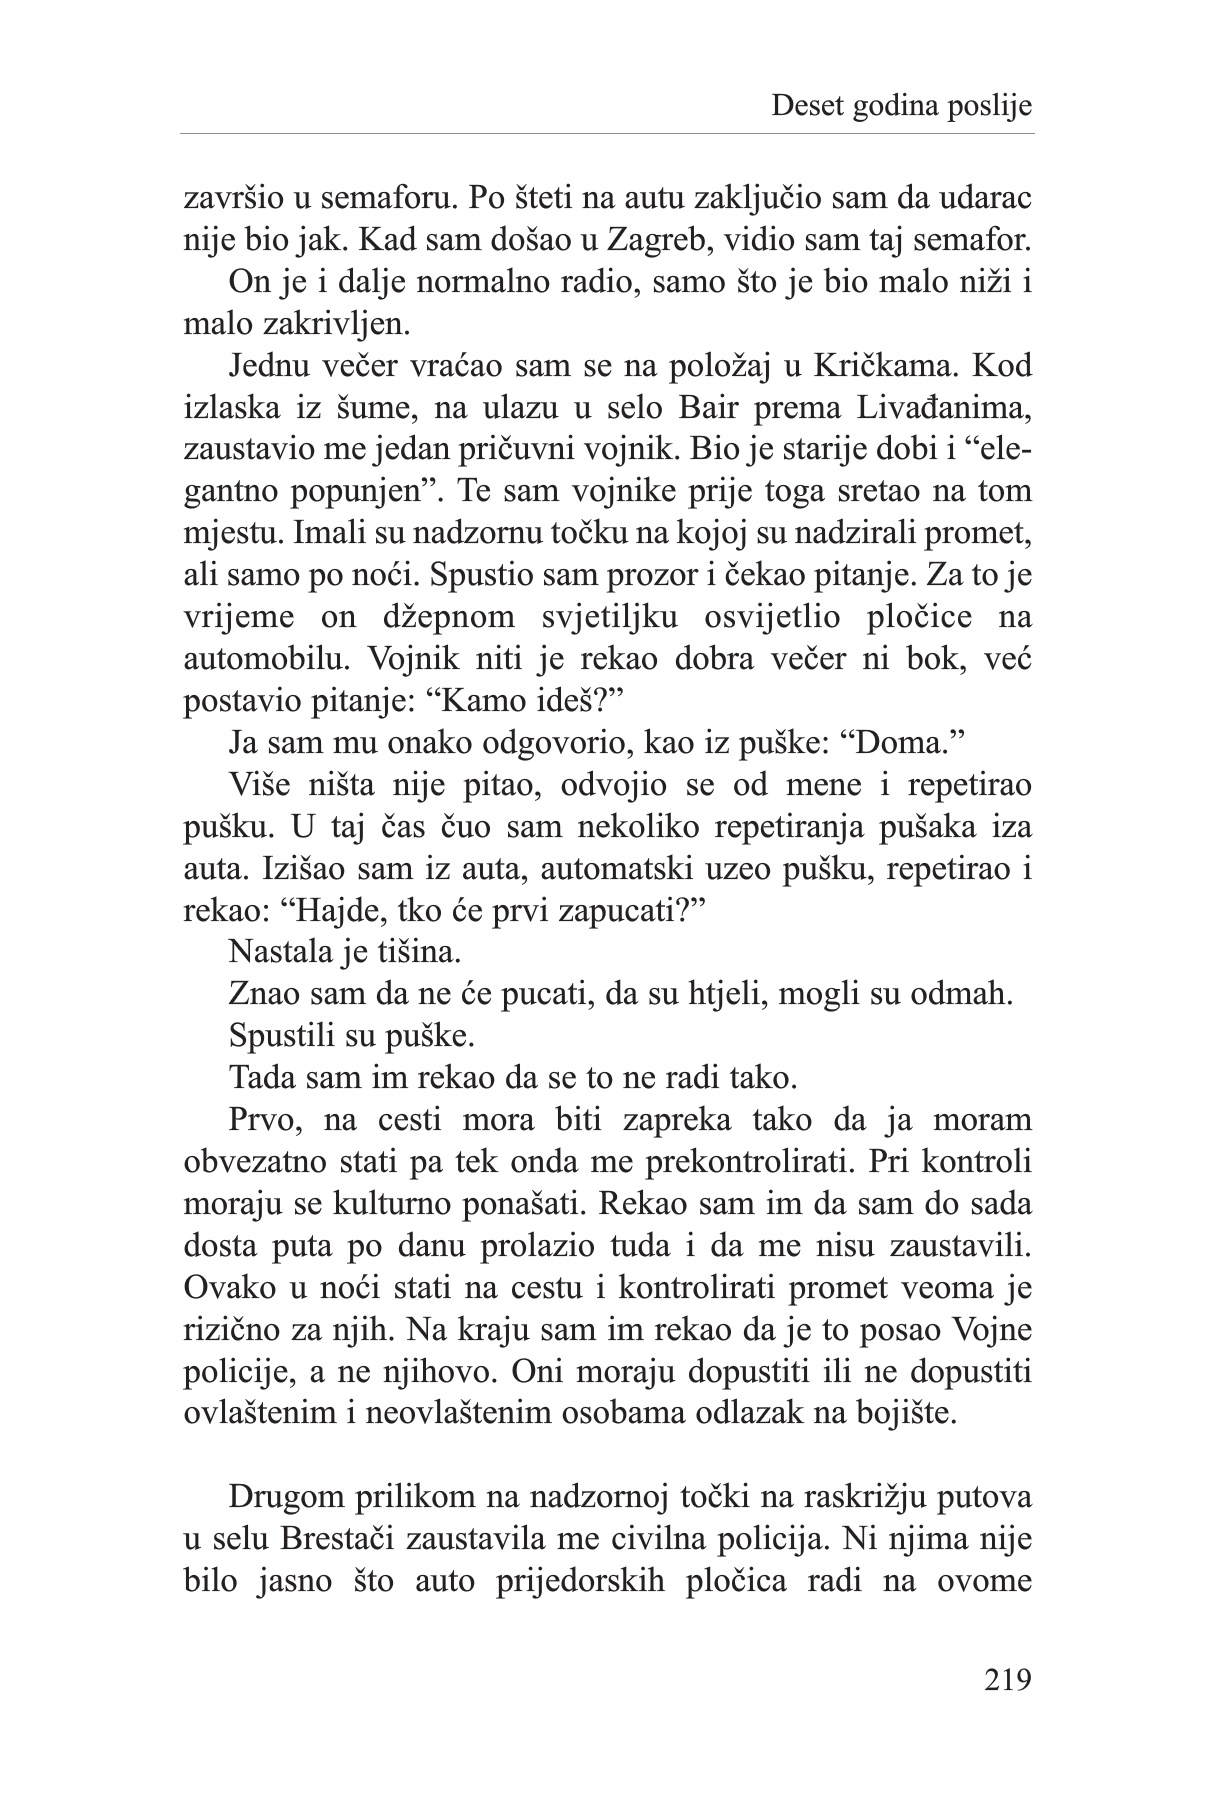 Deset godina poslije
završio u semaforu. Po šteti na autu zaključio sam da udarac
nije bio jak. Kad sam došao u Zagreb, vidio sam taj semafor.
On je i dalje normalno radio, samo što je bio malo niži i
malo zakrivljen.
Jednu večer vraćao sam se na položaj u Kričkama. Kod
izlaska iz šume, na ulazu u selo Bair prema Livađanima,
zaustavio me jedan pričuvni vojnik. Bio je starije dobi i “ele-
gantno popunjen”. Te sam vojnike prije toga sretao na tom
mjestu. Imali su nadzornu točku na kojoj su nadzirali promet,
ali samo po noći. Spustio sam prozor i čekao pitanje. Za to je
vrijeme on džepnom svjetiljku osvijetlio pločice na
automobilu. Vojnik niti je rekao dobra večer ni bok, već
postavio pitanje: “Kamo ideš?”
Ja sam mu onako odgovorio, kao iz puške: “Doma.”
Više ništa nije pitao, odvojio se od mene i repetirao
pušku. U taj čas čuo sam nekoliko repetiranja pušaka iza
auta. Izišao sam iz auta, automatski uzeo pušku, repetirao i
rekao: “Hajde, tko će prvi zapucati?”
Nastala je tišina.
Znao sam da ne će pucati, da su htjeli, mogli su odmah.
Spustili su puške.
Tada sam im rekao da se to ne radi tako.
Prvo, na cesti mora biti zapreka tako da ja moram
obvezatno stati pa tek onda me prekontrolirati. Pri kontroli
moraju se kulturno ponašati. Rekao sam im da sam do sada
dosta puta po danu prolazio tuda i da me nisu zaustavili.
Ovako u noći stati na cestu i kontrolirati promet veoma je
rizično za njih. Na kraju sam im rekao da je to posao Vojne
policije, a ne njihovo. Oni moraju dopustiti ili ne dopustiti
ovlaštenim i neovlaštenim osobama odlazak na bojište.
Drugom prilikom na nadzornoj točki na raskrižju putova
u selu Brestači zaustavila me civilna policija. Ni njima nije
bilo jasno što auto prijedorskih pločica radi na ovome
219